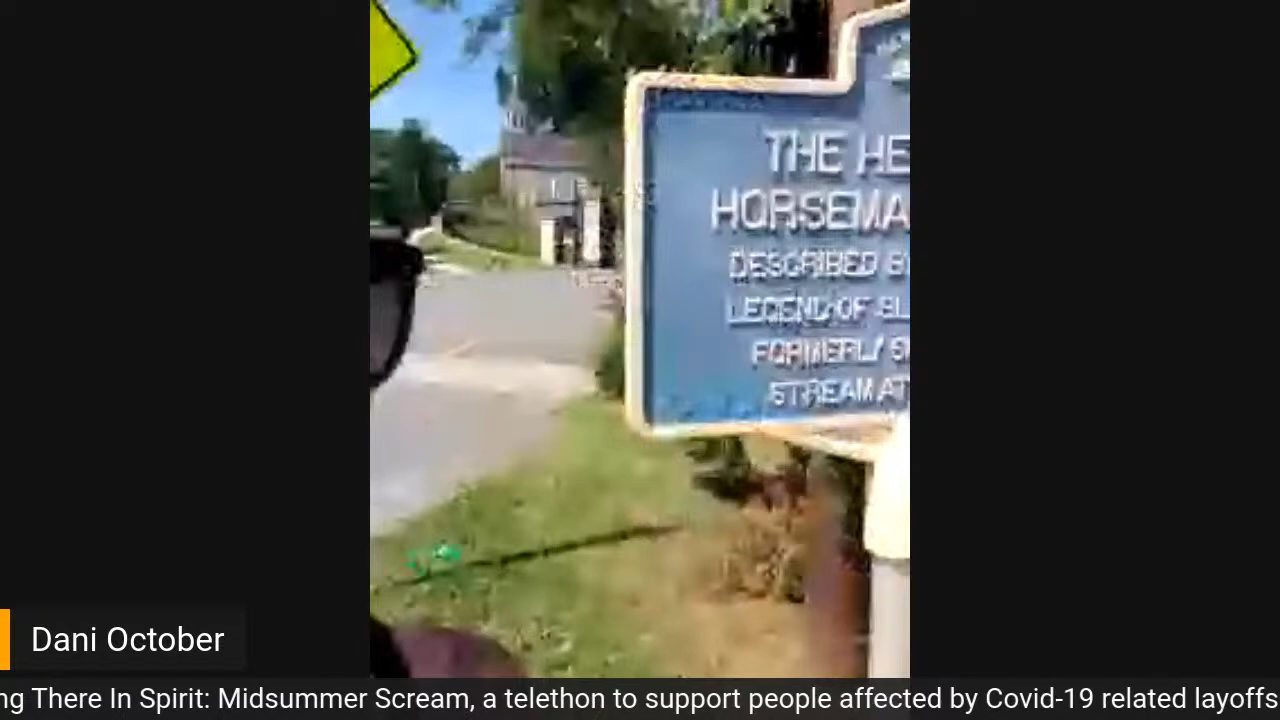 THE HE
HORSEMA
DESCRIBED B
LEGEND OF SL
FORMERLY S
STREAM AT
Dani October
ng There In Spirit: Midsummer Scream, a telethon to support people affected by Covid-19 related layoffs